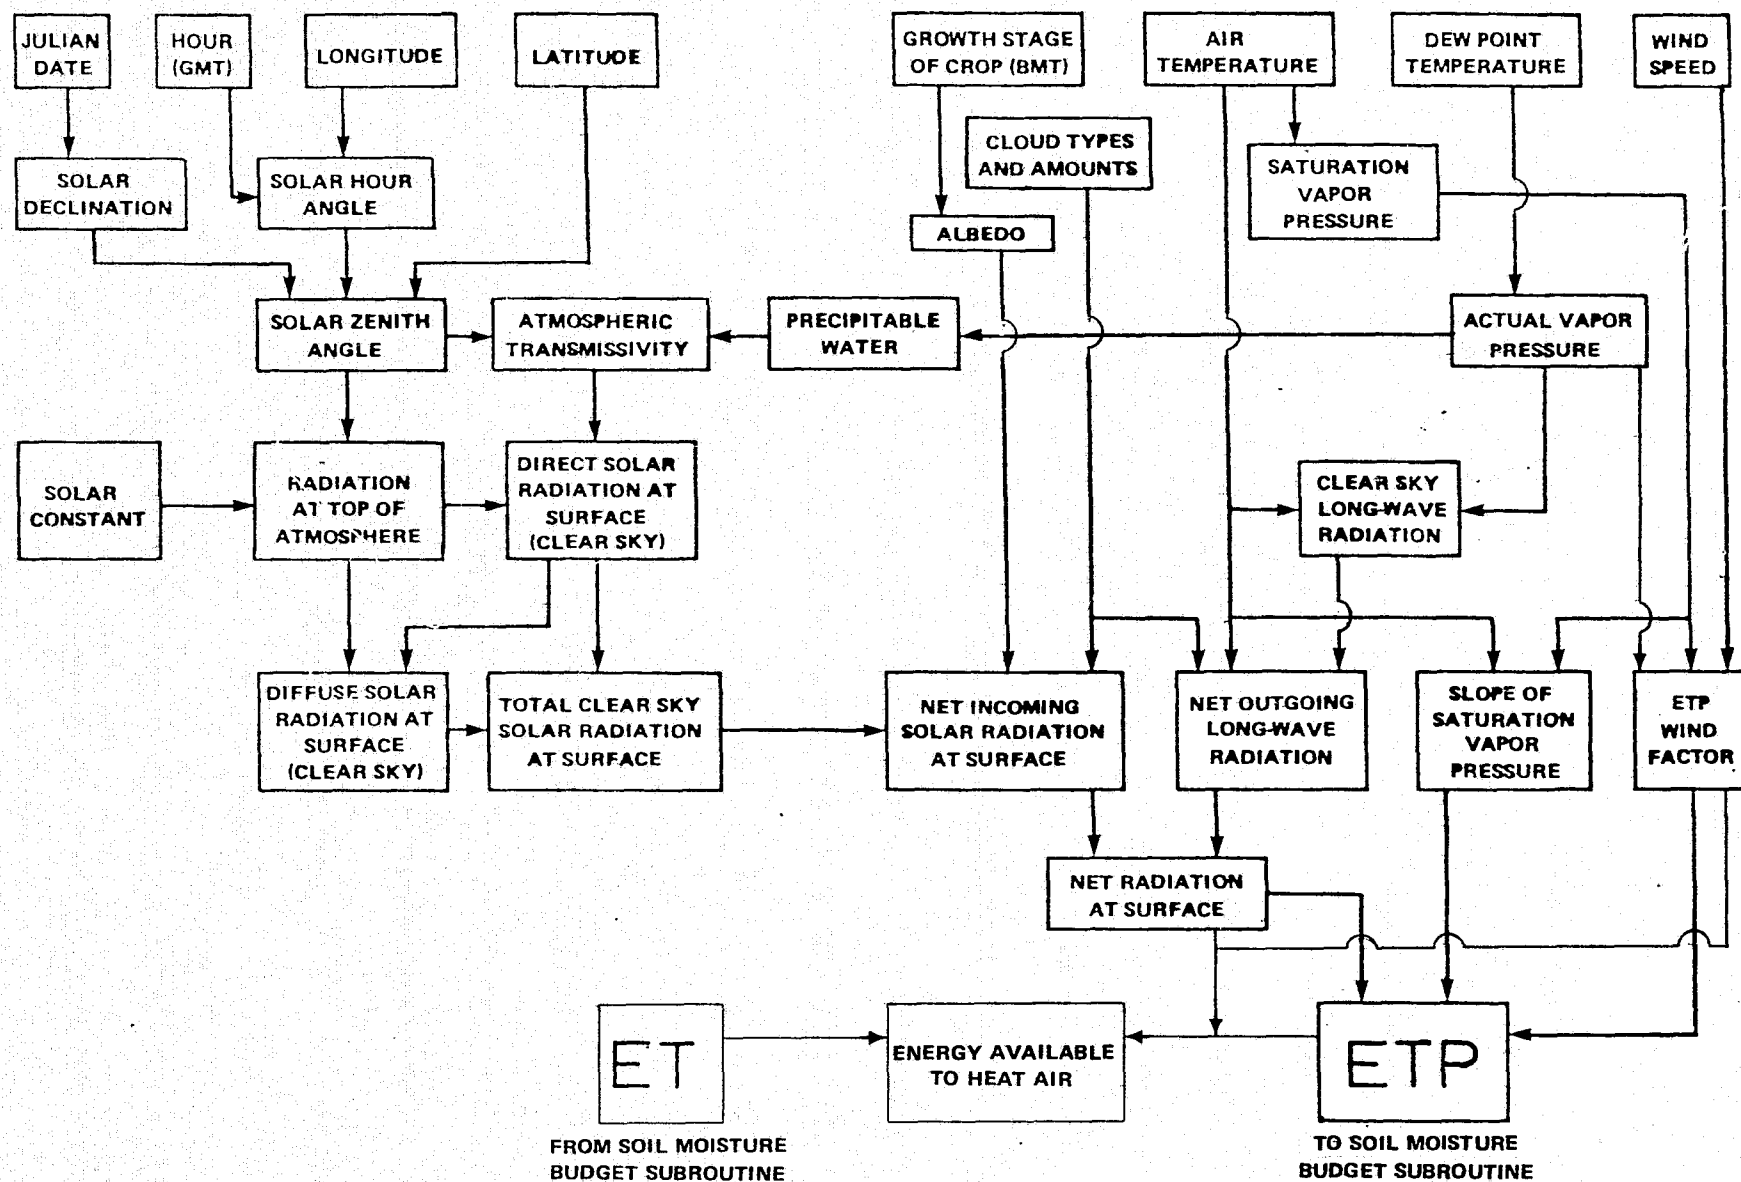 JULIAN
DATE
HOUR
(GMT)
LONGITUDE
LATITUDE
GROWTH STAGE
OF CROP (BMT)
AIR
TEMPERATURE
DEW POINT
TEMPERATURE
WIND
SPEED
CLOUD TYPES
AND AMOUNTS
SOLAR
DECLINATION
SOLAR HOUR
ANGLE
SATURATION
VAPOR
PRESSURE
ALBEDO
SOLAR ZENITH
ANGLE
ATMOSPHERIC
TRANSMISSIVITY
PRECIPITABLE
WATER
ACTUAL VAPOR
PRESSURE
SOLAR
CONSTANT
RADIATION
AT TOP OF
ATMOSPHERE
DIRECT SOLAR
RADIATION AT
SURFACE
(CLEAR SKY)
CLEAR SKY
LONG-WAVE
RADIATION
DIFFUSE SOLAR
RADIATION AT
SURFACE
(CLEAR SKY)
TOTAL CLEAR SKY
SOLAR RADIATION
AT SURFACE
NET INCOMING
SOLAR RADIATION
AT SURFACE
NET OUTGOING
LONG-WAVE
RADIATION
SLOPE OF
SATURATION
VAPOR
PRESSURE
ETP
WIND
FACTOR
NET RADIATION
AT SURFACE
ET
ENERGY AVAILABLE
TO HEAT AIR
ETP
FROM SOIL MOISTURE
BUDGET SUBROUTINE
TO SOIL MOISTURE
BUDGET SUBROUTINE